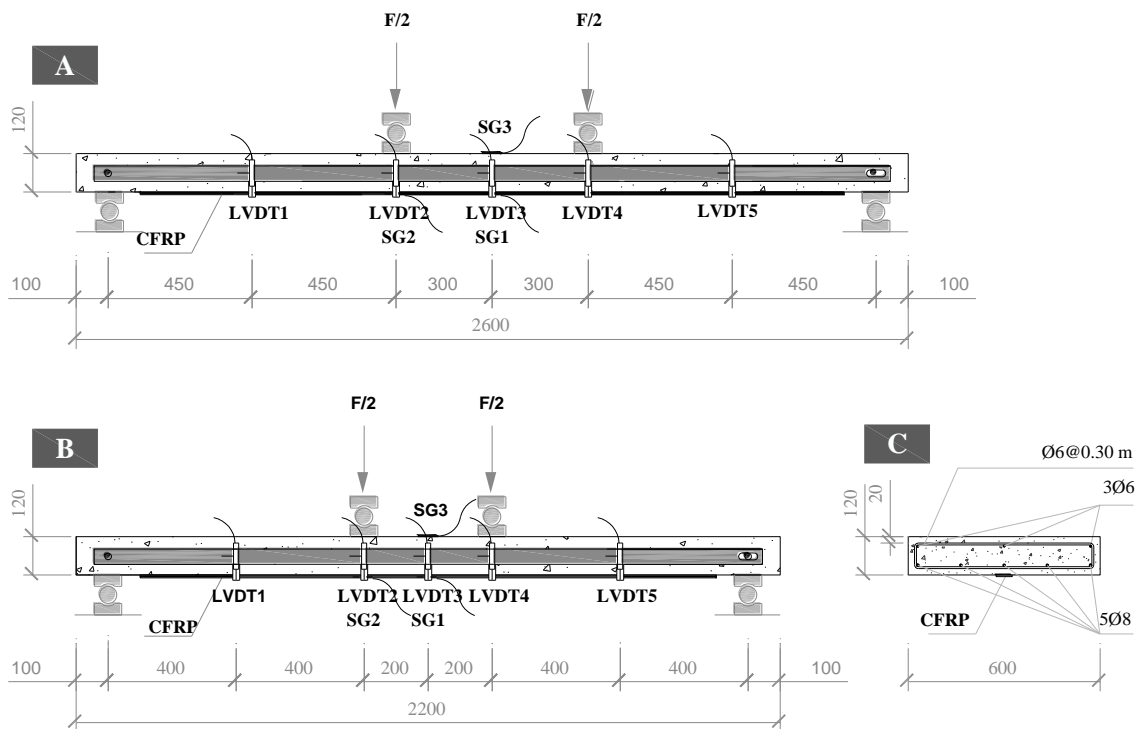 F/2 F/2
A
120
SG3
LVDT1 LVDT2 LVDT3 LVDT4 LVDT5
SG2 SG1
CFRP
100 450 450 300 300 450 450 100
2600
F/2 F/2
B
120
SG3
LVDT1 LVDT2 LVDT3 LVDT4 LVDT5
SG2 SG1
CFRP
100 400 400 200 200 400 400 100
2200
C
Ø6@0.30 m
120 20
3Ø6
CFRP
5Ø8
600